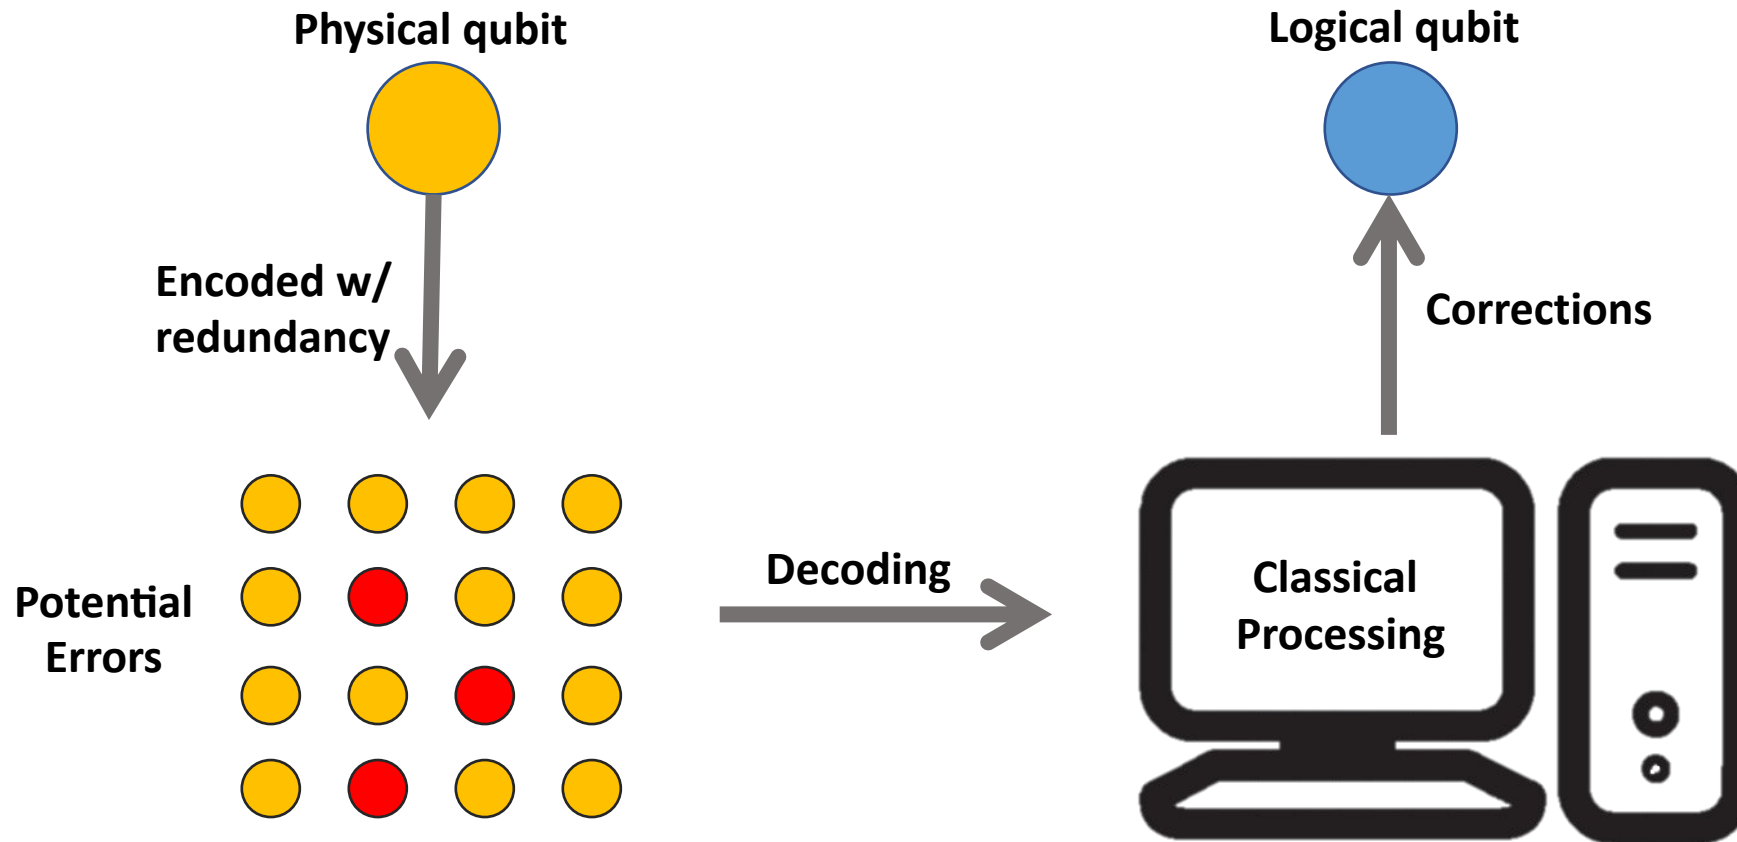 Physical qubit
Logical qubit
Encoded w/
redundancy
Corrections
Potential
Errors
Decoding
Classical
Processing